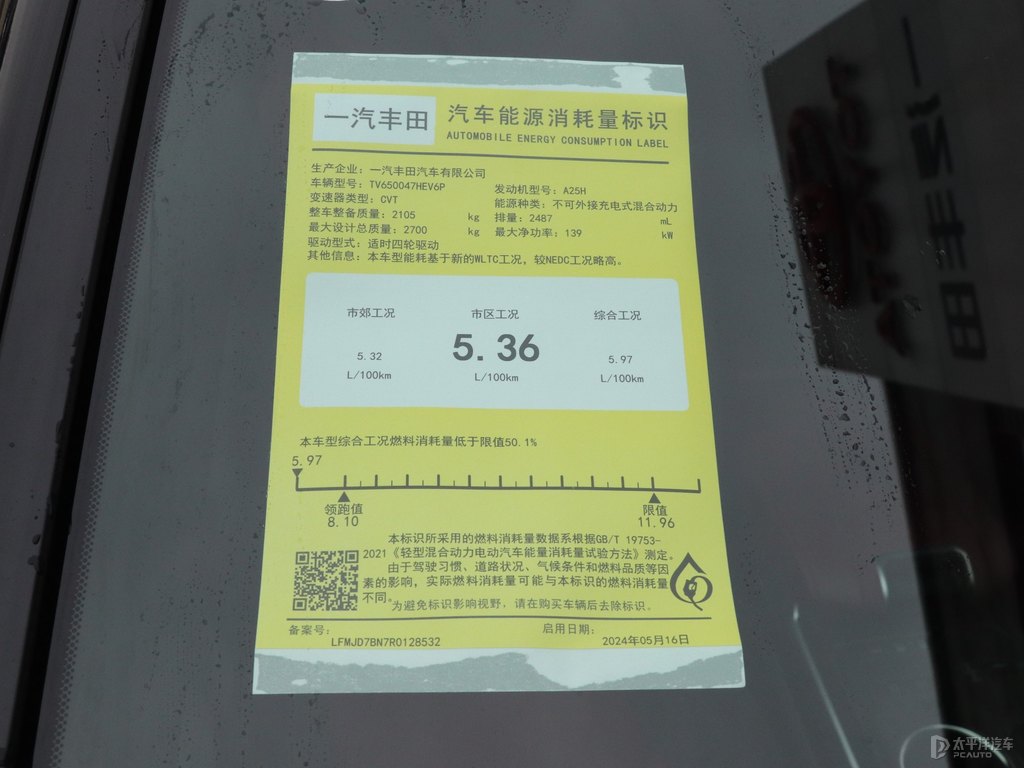 一汽丰田
汽车能源消耗量标识
AUTOMOBILE ENERGY CONSUMPTION LABEL
生产企业：一汽丰田汽车有限公司
车辆型号：TV650047HEV6P
发动机型号：A25H
变速器类型：CVT
能源种类：不可外接充电式混合动力
整车整备质量：2105 kg
排量：2487 mL
最大设计总质量：2700 kg
最大净功率：139 kW
驱动型式：适时四轮驱动
其他信息：本车型能耗基于新的WLTC工况，较NEDC工况略高。
市郊工况 市区工况 综合工况
5.32 5.36 5.97
L/100km L/100km L/100km
本车型综合工况燃料消耗量低于限值50.1%
5.97
领跑值 限值
8.10 11.96
本标识所采用的燃料消耗量数据系根据GB/T 19753-
2021《轻型混合动力电动汽车能量消耗量试验方法》测定。
由于驾驶习惯、道路状况、气候条件和燃料品质等因
素的影响，实际燃料消耗量可能与本标识的燃料消耗量
不同。
为避免标识影响视野，请在购买车辆后去除标识。
备案号：
LFMJD7BN7R0128532
启用日期：
2024年05月16日
一汽丰田
太平洋汽车
PCAUTO